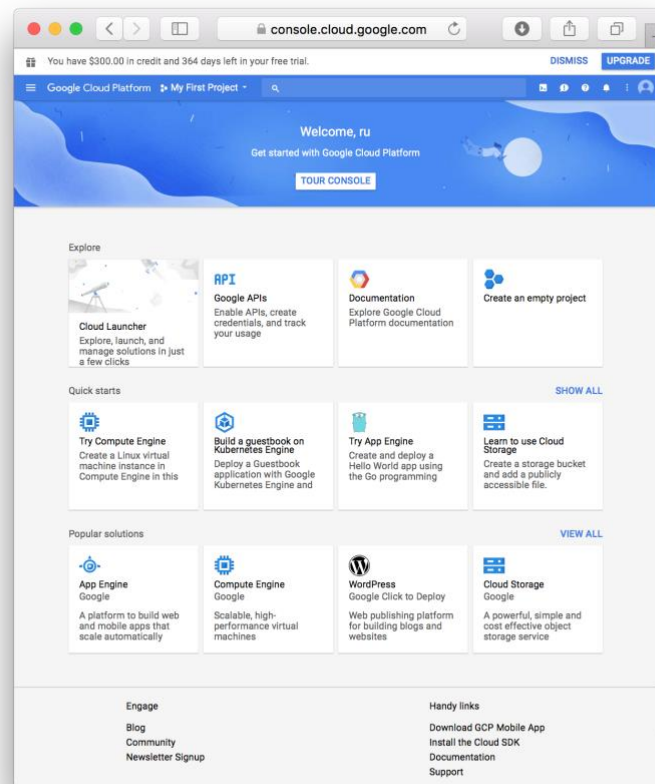 console.cloud.google.com
You have $300.00 in credit and 364 days left in your free trial.
DISMISS
UPGRADE
Google Cloud Platform
My First Project
Welcome, ru
Get started with Google Cloud Platform
TOUR CONSOLE
Explore
Cloud Launcher
Explore, launch, and
manage solutions in just
a few clicks
API
Google APIs
Enable APIs, create
credentials, and track
your usage
Documentation
Explore Google Cloud
Platform documentation
Create an empty project
Quick starts
SHOW ALL
Try Compute Engine
Create a Linux virtual
machine instance in
Compute Engine in this
Build a guestbook on
Kubernetes Engine
Deploy a Guestbook
application with Google
Kubernetes Engine and
Try App Engine
Create and deploy a
Hello World app using
the Go programming
Learn to use Cloud
Storage
Create a storage bucket
and add a publicly
accessible file.
Popular solutions
VIEW ALL
App Engine
Google
A platform to build web
and mobile apps that
scale automatically
Compute Engine
Google
Scalable, high-
performance virtual
machines
WordPress
Google Click to Deploy
Web publishing platform
for building blogs and
websites
Cloud Storage
Google
A powerful, simple and
cost effective object
storage service
Engage
Blog
Community
Newsletter Signup
Handy links
Download GCP Mobile App
Install the Cloud SDK
Documentation
Support